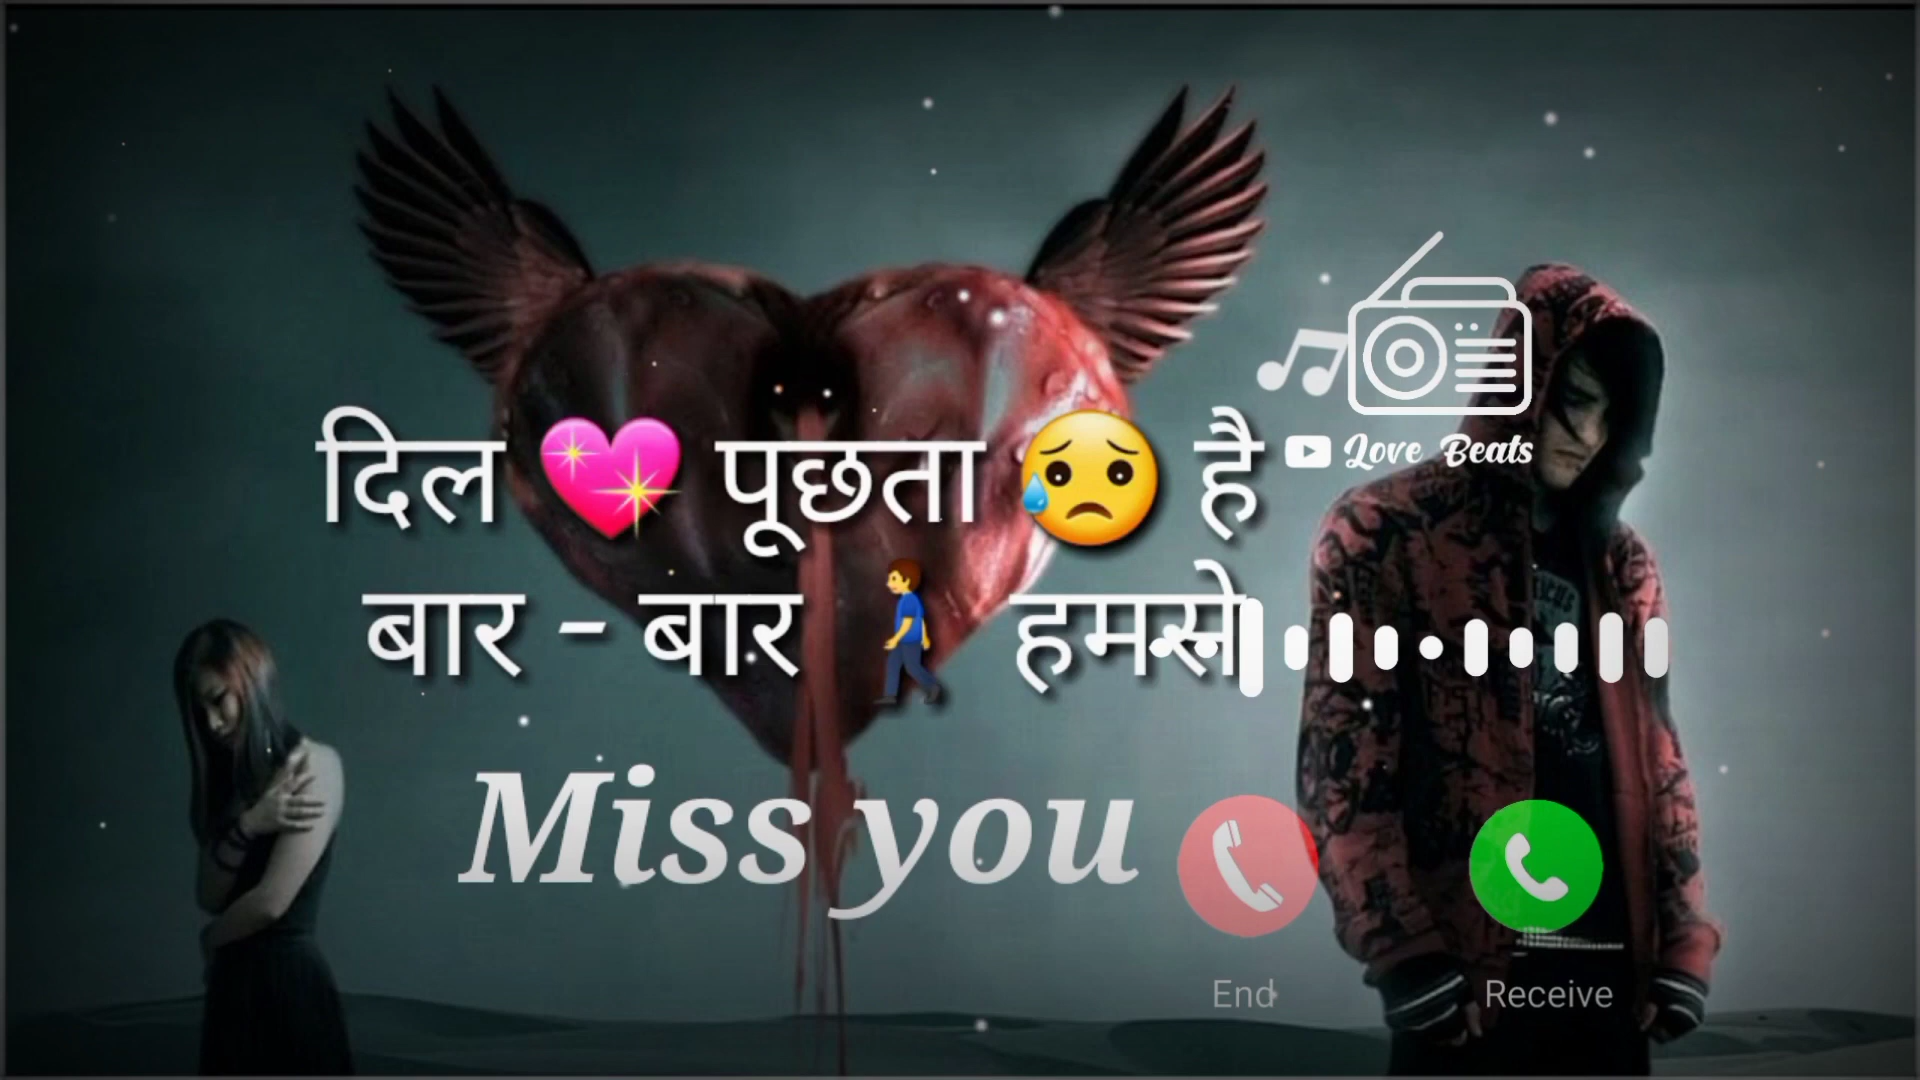 दिल 💖 पूछता 😥 है
बार - बार 🚶‍♂️ हमसे
Miss you
Love Beats
End
Receive